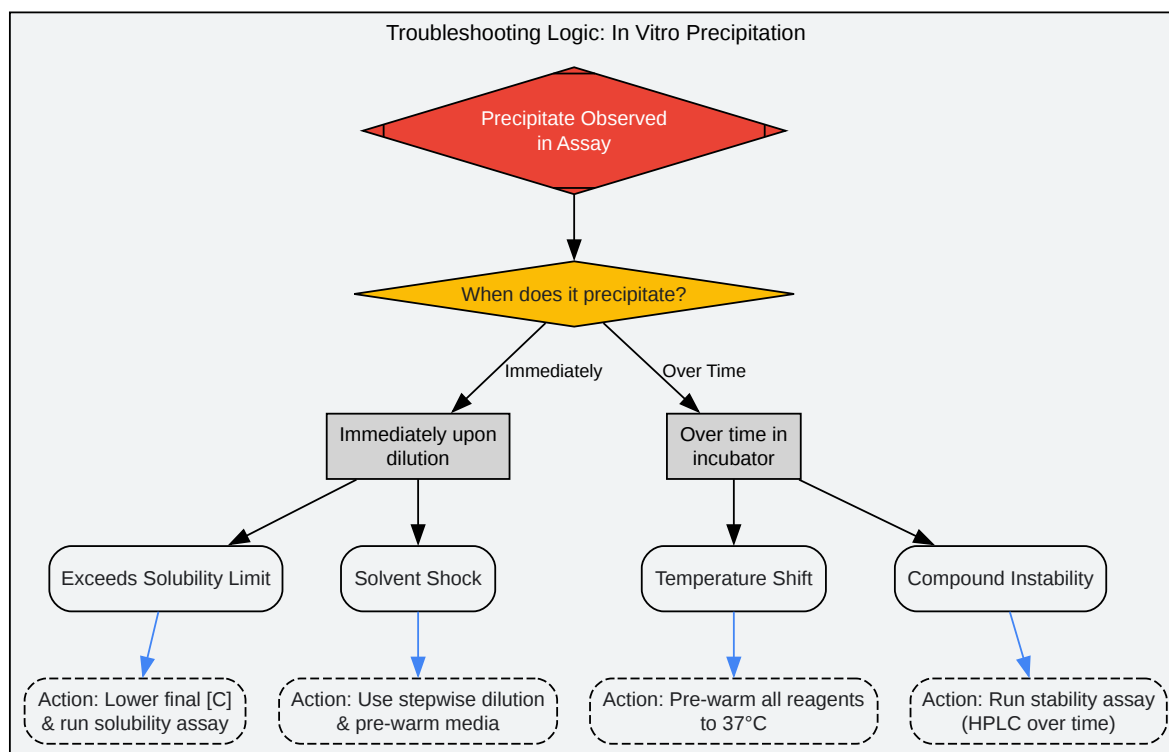 Troubleshooting Logic: In Vitro Precipitation
Precipitate Observed
in Assay
When does it precipitate?
Immediately
Over Time
Immediately upon
dilution
Over time in
incubator
Exceeds Solubility Limit
Solvent Shock
Temperature Shift
Compound Instability
Action: Lower final [C]
& run solubility assay
Action: Use stepwise dilution
& pre-warm media
Action: Pre-warm all reagents
to 37°C
Action: Run stability assay
(HPLC over time)